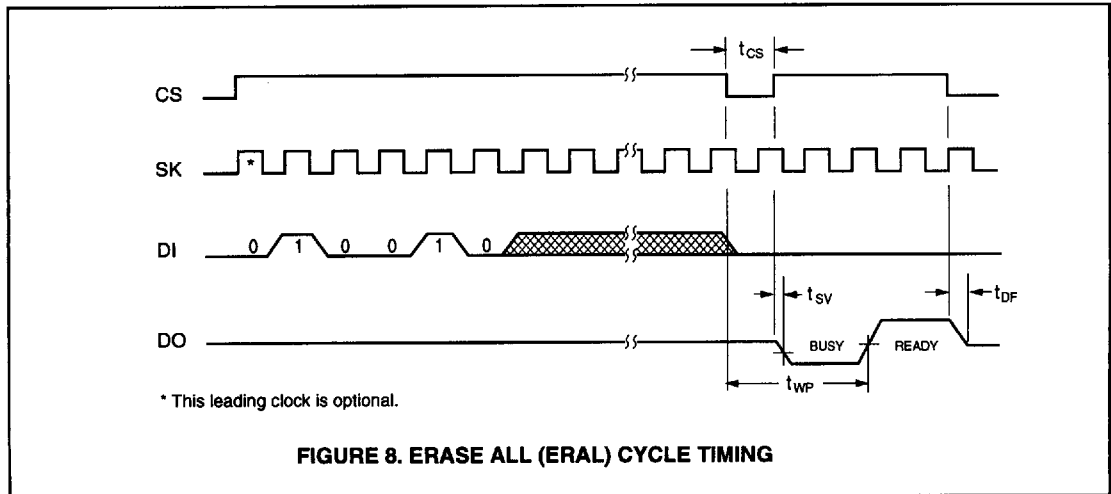 tCS
CS
*
SK
0 1 0 0 1 0
DI
tSV
tDF
DO
BUSY
READY
tWP
* This leading clock is optional.
FIGURE 8. ERASE ALL (ERAL) CYCLE TIMING